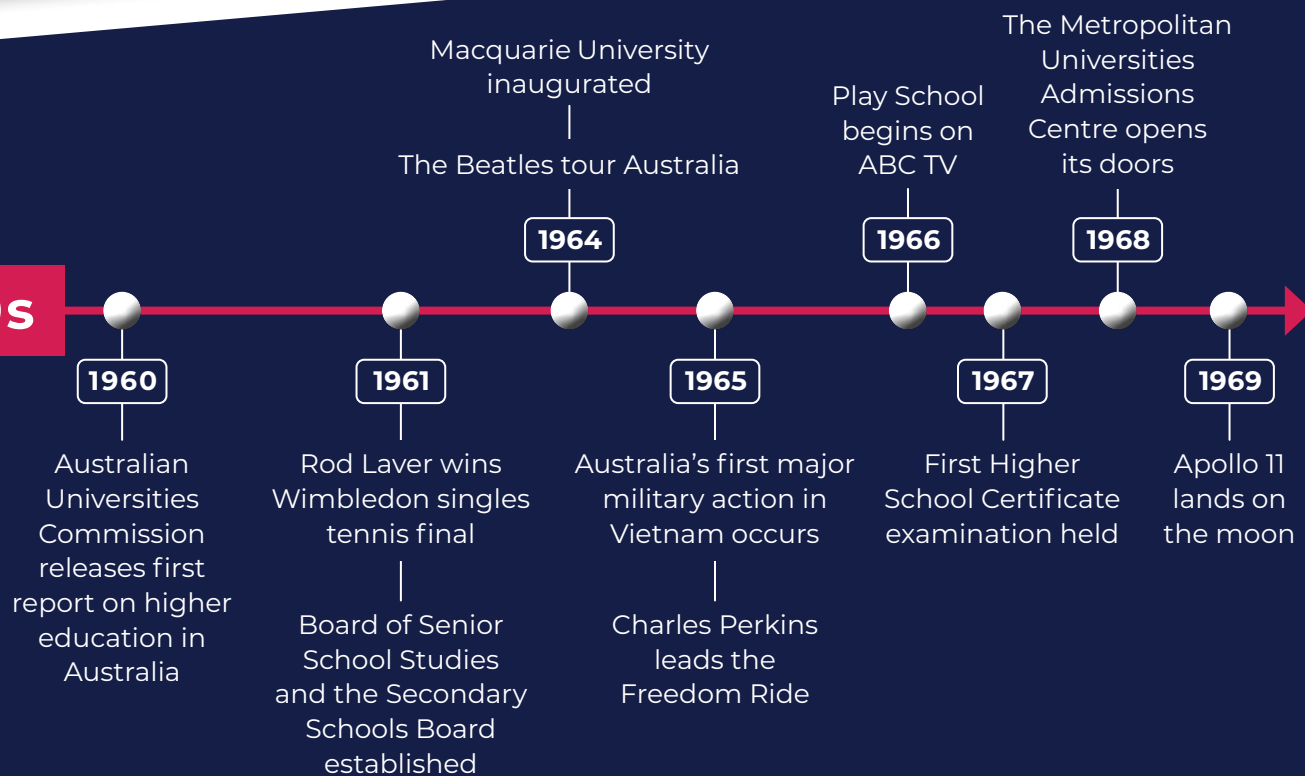 Macquarie University
inaugurated
The Beatles tour Australia
1964
Play School
begins on
ABC TV
1966
The Metropolitan
Universities
Admissions
Centre opens
its doors
1968
1960
Australian
Universities
Commission
releases first
report on higher
education in
Australia
1961
Rod Laver wins
Wimbledon singles
tennis final
Board of Senior
School Studies
and the Secondary
Schools Board
established
1965
Australia’s first major
military action in
Vietnam occurs
Charles Perkins
leads the
Freedom Ride
1967
First Higher
School Certificate
examination held
1969
Apollo 11
lands on
the moon